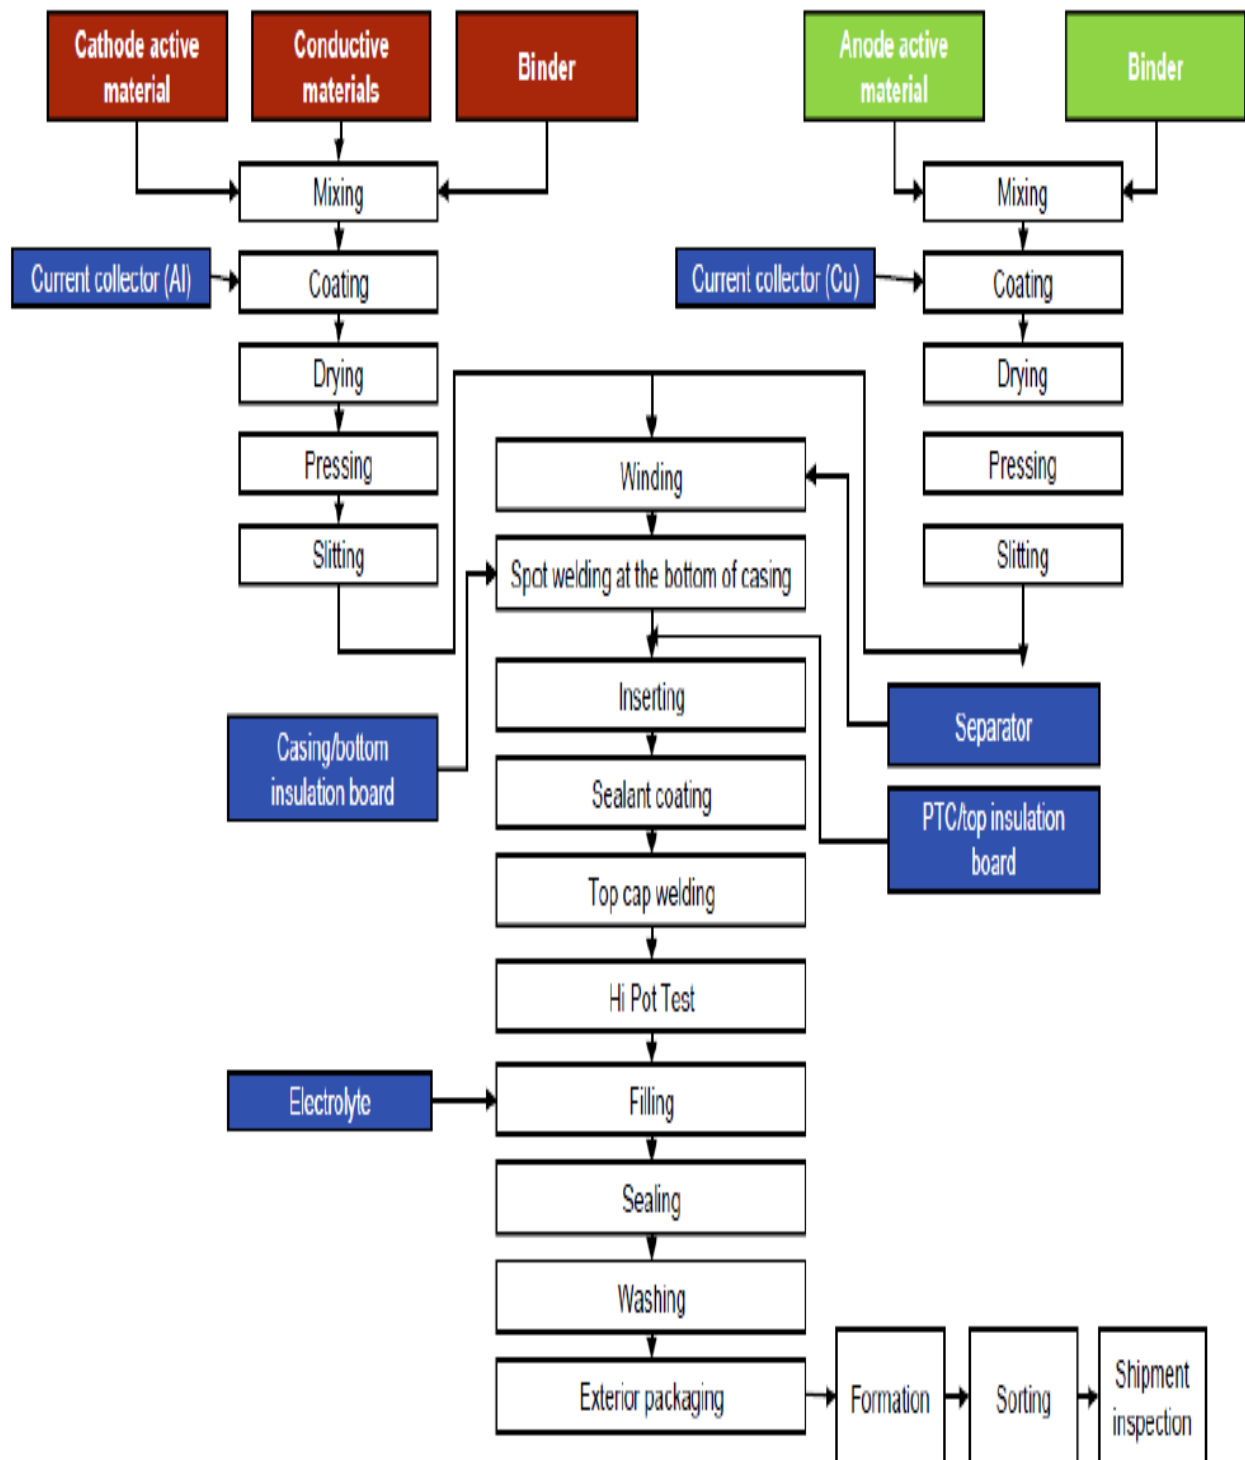 Cathode active
material
Conductive
materials
Binder
Anode active
material
Binder
Mixing
Mixing
Current collector (Al)
Coating
Current collector (Cu)
Coating
Drying
Drying
Pressing
Winding
Pressing
Slitting
Spot welding at the bottom of casing
Slitting
Inserting
Casing/bottom
insulation board
Separator
Sealant coating
PTC/top insulation
board
Top cap welding
Hi Pot Test
Electrolyte
Filling
Sealing
Washing
Exterior packaging
Formation
Sorting
Shipment
inspection